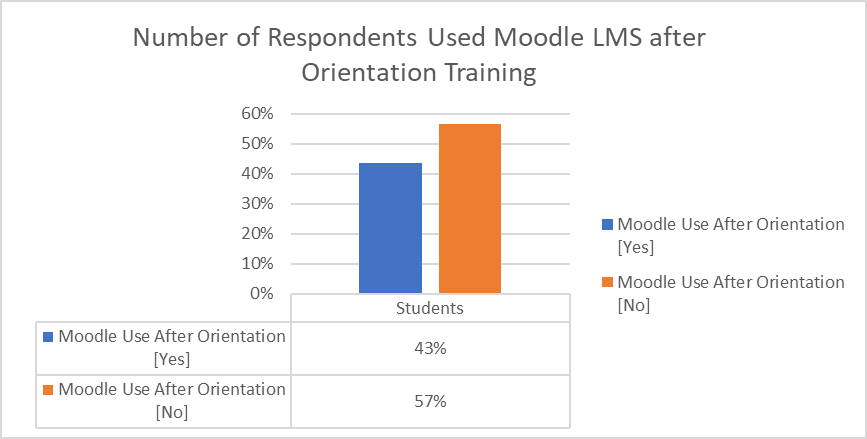 Number of Respondents Used Moodle LMS after
Orientation Training
60%
50%
40%
30%
20%
10%
0%
Students
Moodle Use After Orientation
[Yes]
43%
Moodle Use After Orientation
[No]
57%
Moodle Use After Orientation
[Yes]
Moodle Use After Orientation
[No]